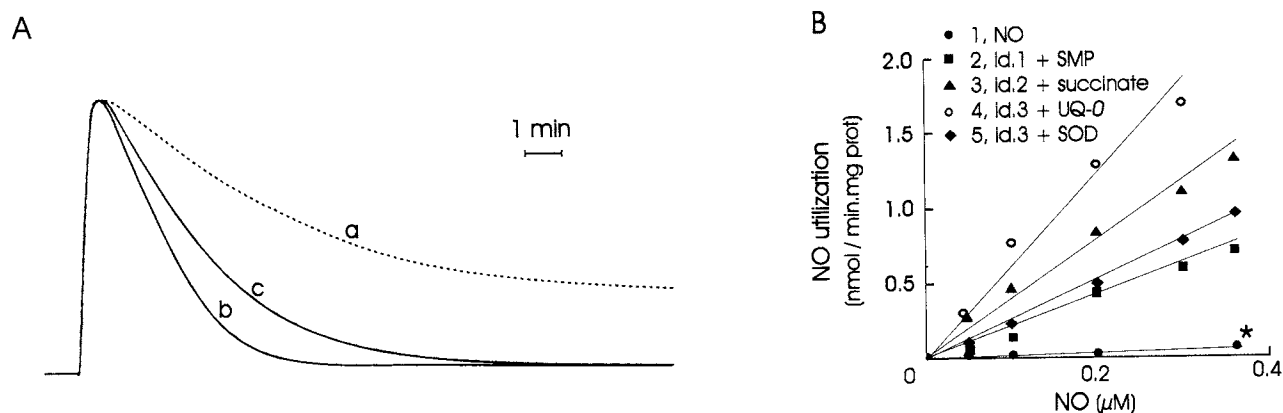 A
1 min
a
c
b
B
1, NO
2, id.1 + SMP
3, id.2 + succinate
4, id.3 + UQ-0
5, id.3 + SOD
2.0
1.5
1.0
0.5
0
0.2
0.4
NO utilization
(nmol / min.mg prot)
*
NO (μM)